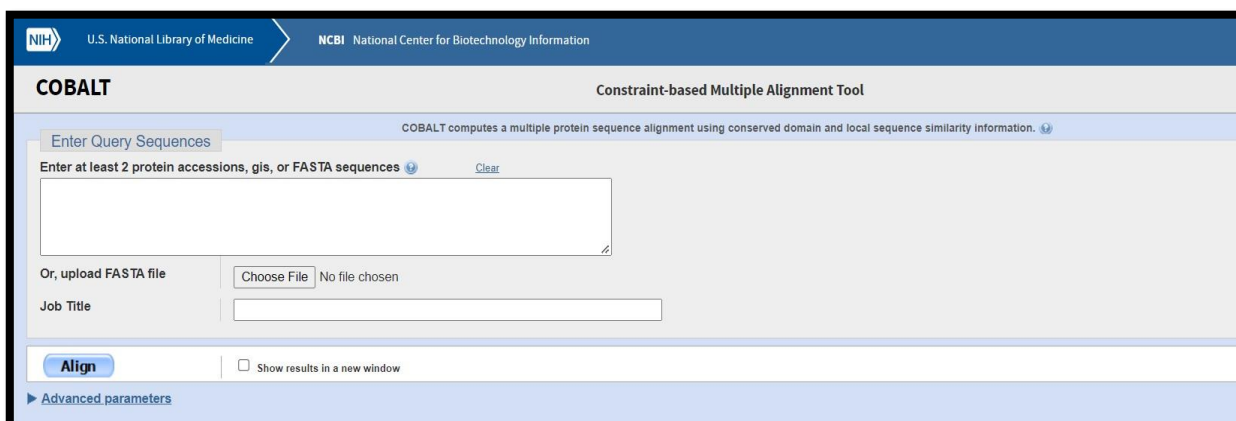 NIH U.S. National Library of Medicine NCBI National Center for Biotechnology Information
COBALT Constraint-based Multiple Alignment Tool
COBALT computes a multiple protein sequence alignment using conserved domain and local sequence similarity information.
Enter Query Sequences
Enter at least 2 protein accessions, gis, or FASTA sequences Clear
Or, upload FASTA file Choose File No file chosen
Job Title
Align Show results in a new window
Advanced parameters